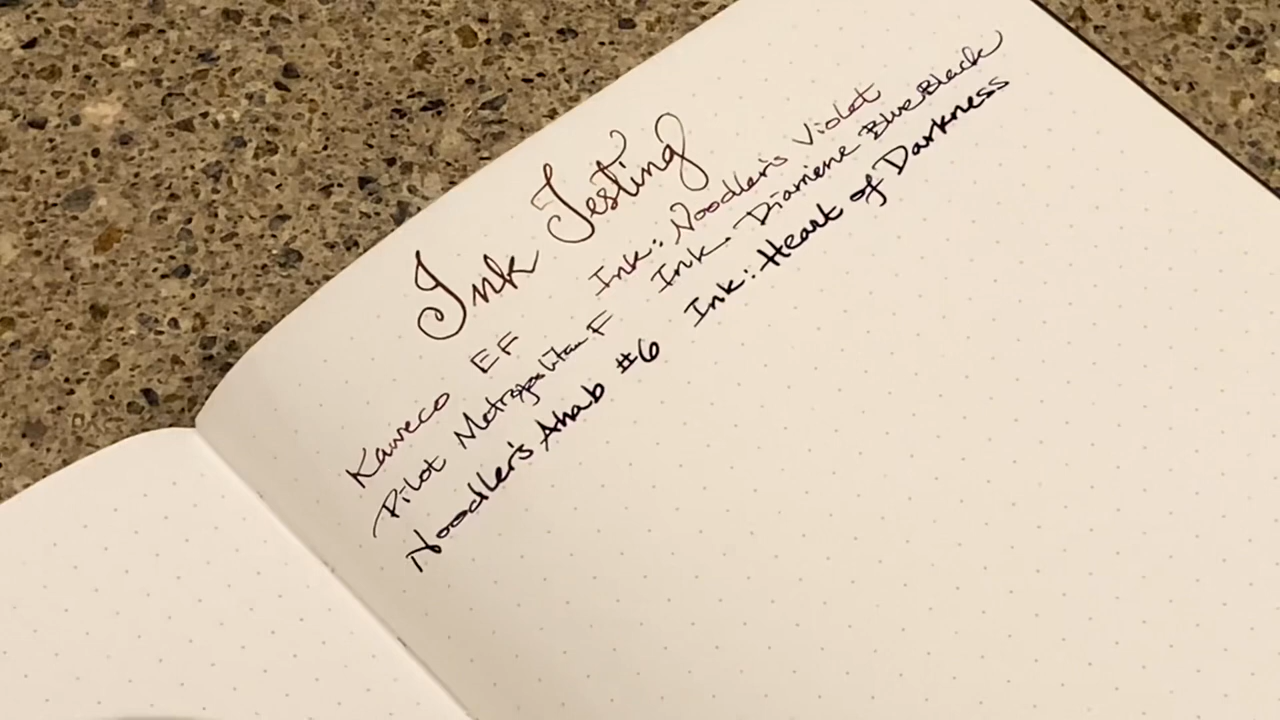 Ink Testing
Kaweco EF Ink: Noodler's Violet
Pilot Metropolitan F Ink- Diamene Blue Black
Noodler's Ahab #6 Ink: Heart of Darkness